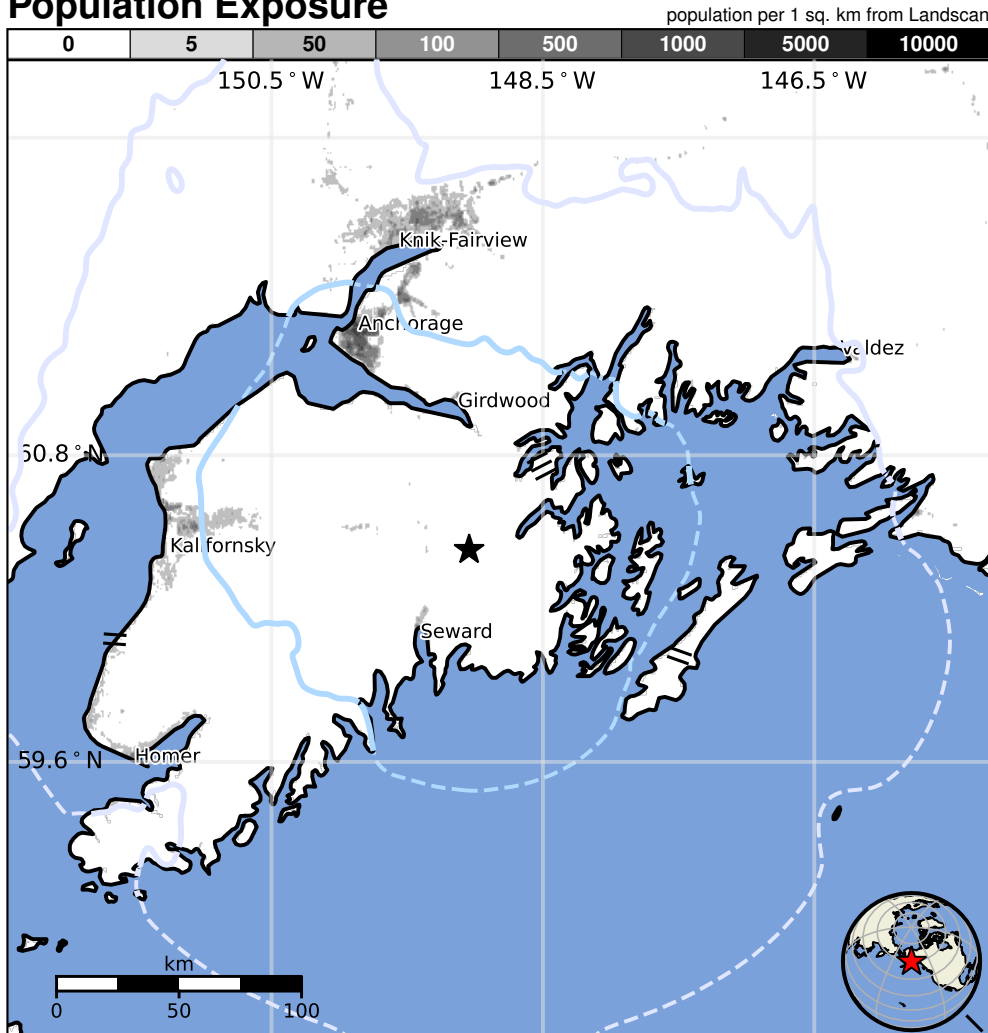 Population Exposure
population per 1 sq. km from Landscan
0 5 50 100 500 1000 5000 10000
150.5°W 148.5°W 146.5°W
Knik-Fairview
Anchorage
Valdez
Girdwood
60.8°N
Kalifornsky
Seward
59.6°N
Homer
km
0 50 100